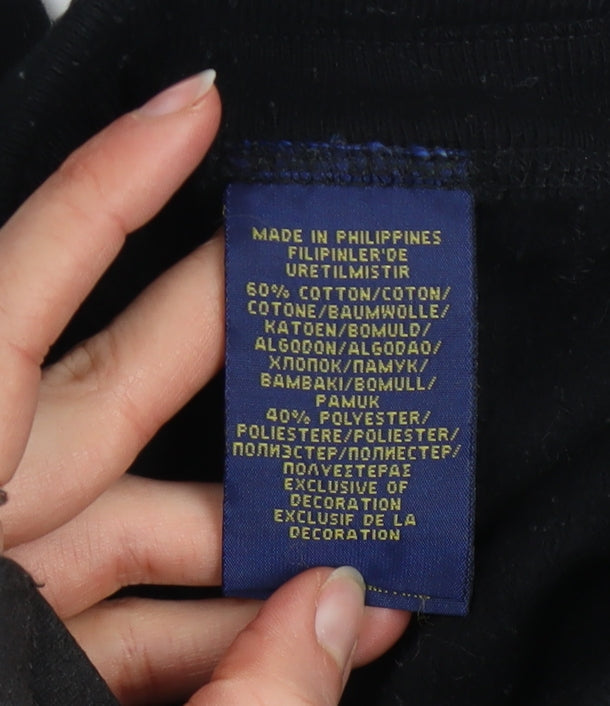 MADE IN PHILIPPINES
FILIPINLER'DE
URETILMISTIR
60% COTTON/COTON/
COTONE/BAUMWOLLE/
KATOEN/BOMULD/
ALGODON/ALGODAO/
ХЛОПОК/ПАМУК/
BAMBAKI/BOMULL/
PAMUK
40% POLYESTER/
POLIESTERE/POLIESTER/
ПОЛИЭСТЕР/ПОЛИЕСТЕР/
ΠΟΛΥΕΣΤΕΡΑΣ
EXCLUSIVE OF
DECORATION
EXCLUSIF DE LA
DECORATION